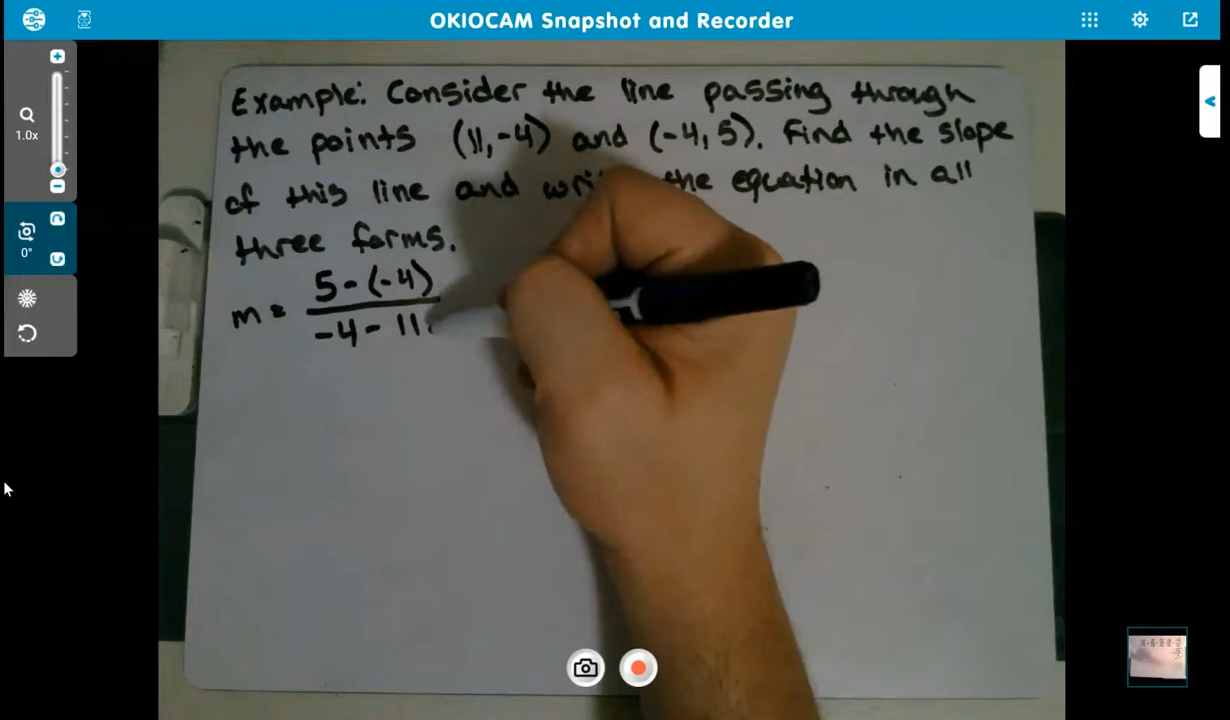 OKIOCAM Snapshot and Recorder
1.0x
0°
Example: Consider the line passing through
the points (11,-4) and (-4,5). Find the slope
of this line and the equation in all
three forms.
m = 5-(-4) / -4-11